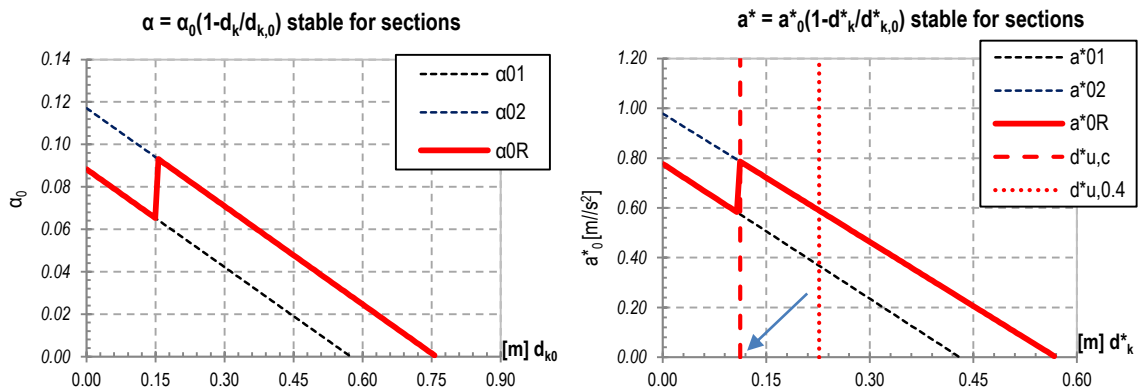 α = α₀(1-dₖ/dₖ,₀) stable for sections
0.14
0.12
0.10
0.08
0.06
0.04
0.02
0.00
α₀
α01
α02
α0R
0.00 0.15 0.30 0.45 0.60 0.75 0.90
[m] dₖ₀
a* = a*₀(1-d*ₖ/d*ₖ,₀) stable for sections
1.20
1.00
0.80
0.60
0.40
0.20
0.00
a*₀ [m//s²]
a*01
a*02
a*0R
d*u,c
d*u,0.4
0.00 0.15 0.30 0.45 0.60
[m] d*ₖ